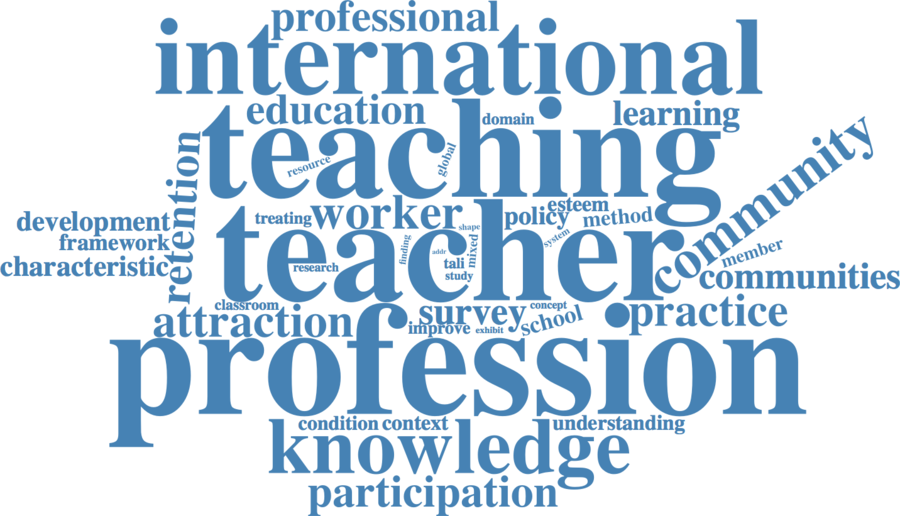 professional
international
education
domain
learning
teaching
resource
global
community
retention
development
framework
characteristic
treating
worker
shape
policy
esteem
method
system
teacher
finding
addr
mixed
tali
study
research
member
communities
classroom
attraction
survey
concept
improve
exhibit
school
practice
profession
condition
context
understanding
knowledge
participation